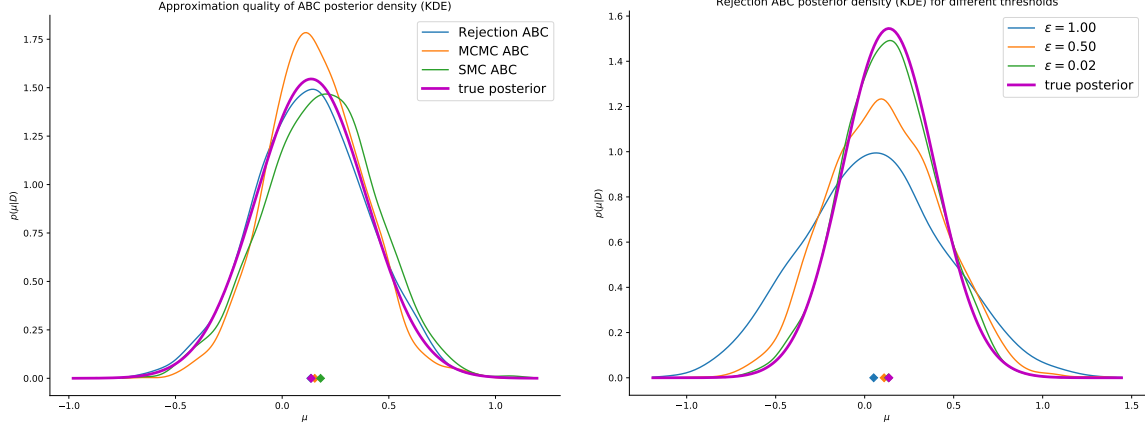 Approximation quality of ABC posterior density (KDE)
Rejection ABC
MCMC ABC
SMC ABC
true posterior
1.75
1.50
1.25
1.00
0.75
0.50
0.25
0.00
p(μ|D)
−1.0
−0.5
0.0
0.5
1.0
μ
Rejection ABC posterior density (KDE) for different thresholds
ε = 1.00
ε = 0.50
ε = 0.02
true posterior
1.6
1.4
1.2
1.0
0.8
0.6
0.4
0.2
0.0
p(μ|D)
−1.0
−0.5
0.0
0.5
1.0
1.5
μ